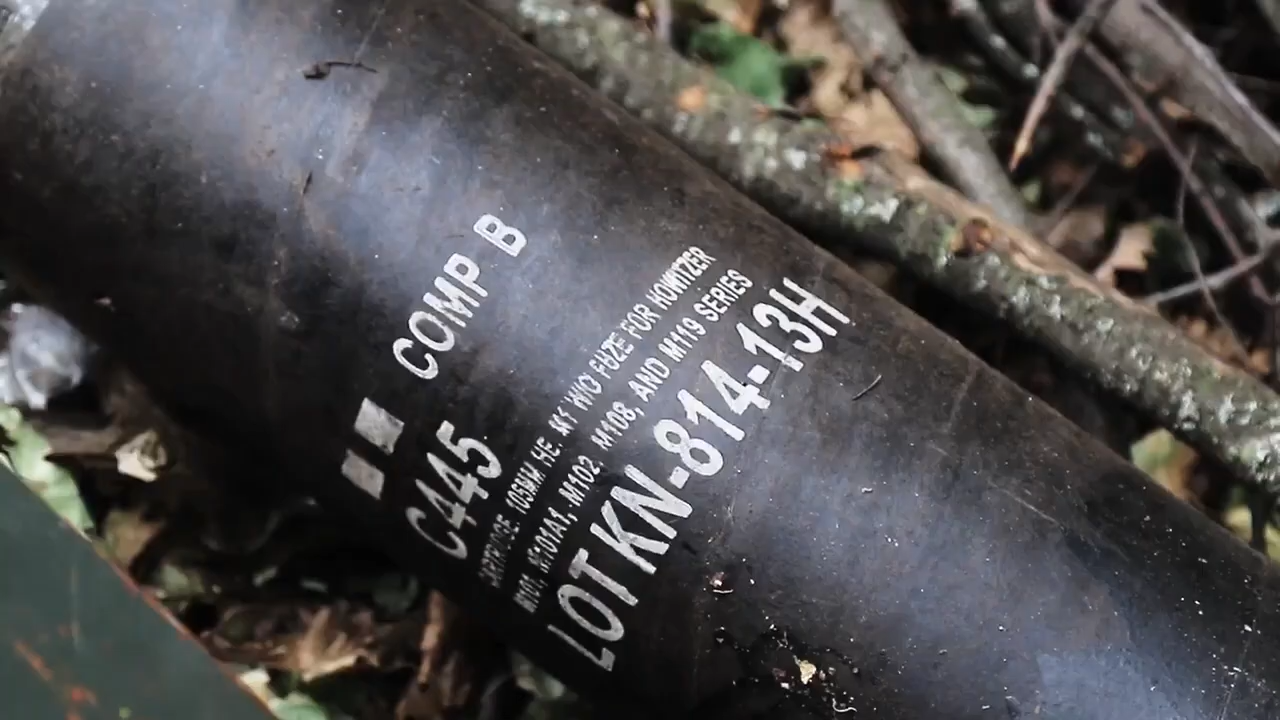 COMP B
C445
CARTRIDGE, 105MM HE, M1 W/O FUZE FOR HOWITZER
M101, M101A1, M102, M108, AND M119 SERIES
LOT KN-814-13H